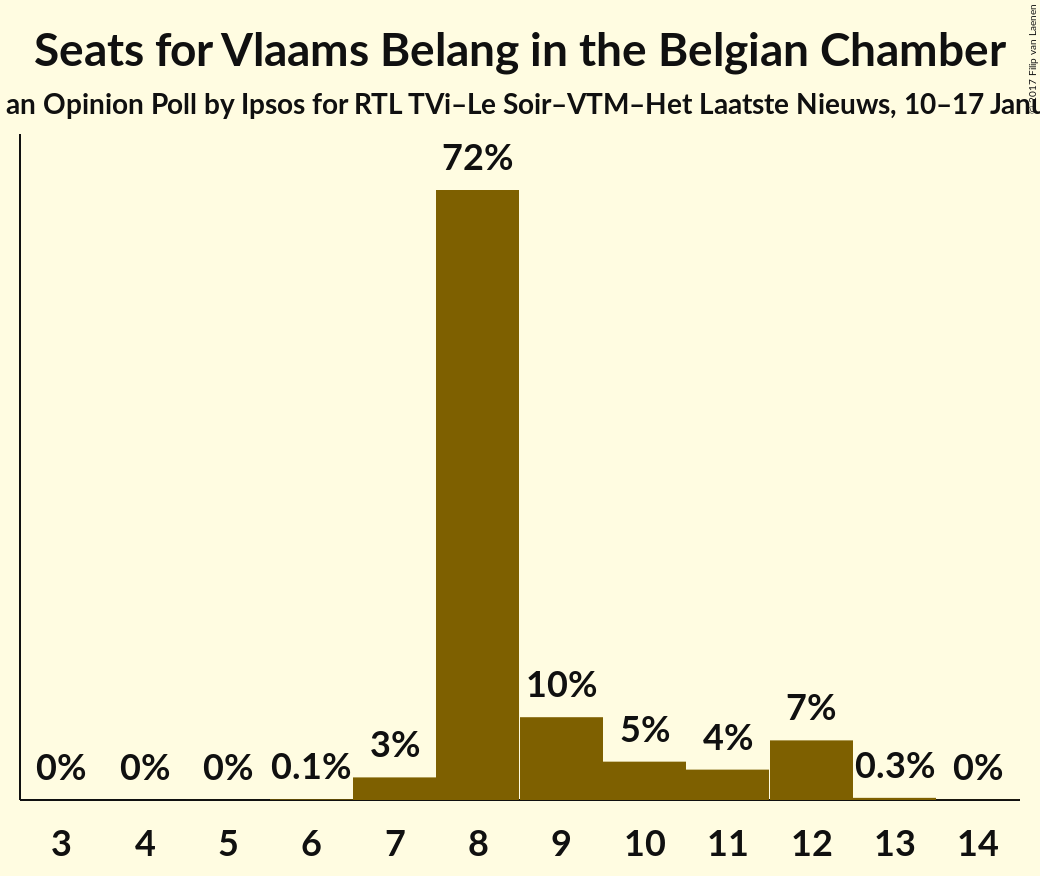 Seats for Vlaams Belang in the Belgian Chamber
an Opinion Poll by Ipsos for RTL TVi–Le Soir–VTM–Het Laatste Nieuws, 10–17 Janu
© 2017 Filip van Laenen
72%
10%
7%
5%
4%
3%
0% 0% 0% 0.1% 0.3% 0%
3 4 5 6 7 8 9 10 11 12 13 14